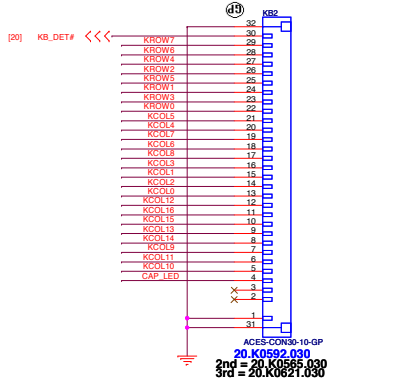 GP
KB2
32
[20] KB_DET# 30
KROW7 29
KROW6 28
KROW4 27
KROW2 26
KROW5 25
KROW1 24
KROW3 23
KROW0 22
KCOL5 21
KCOL4 20
KCOL7 19
KCOL6 18
KCOL8 17
KCOL3 16
KCOL1 15
KCOL2 14
KCOL0 13
KCOL12 12
KCOL16 11
KCOL15 10
KCOL13 9
KCOL14 8
KCOL9 7
KCOL11 6
KCOL10 5
CAP_LED 4
3
2
1
31
ACES-CON30-10-GP
20.K0592.030
2nd = 20.K0565.030
3rd = 20.K0621.030